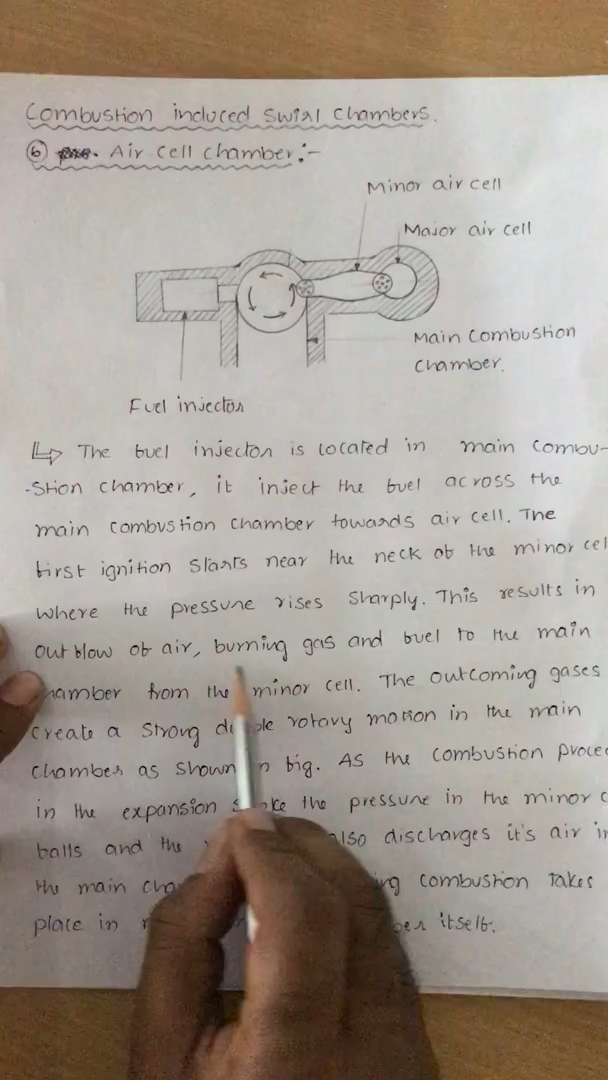 Combustion induced swirl chambers.
⑥ Air cell chamber:-
Minor air cell
Major air cell
Main combustion
chamber.
Fuel injector
The fuel injector is located in main combu-
-stion chamber, it inject the fuel across the
main combustion chamber towards air cell. The
first ignition starts near the neck of the minor cel
where the pressure rises sharply. This results in
out blow of air, burning gas and fuel to the main
hamber from the minor cell. The outcoming gases
create a strong rotary motion in the main
chamber as shown in fig. As the combustion procee
in the expansion the pressure in the minor c
falls and the also discharges it's air in
the main combustion takes
place in itself.